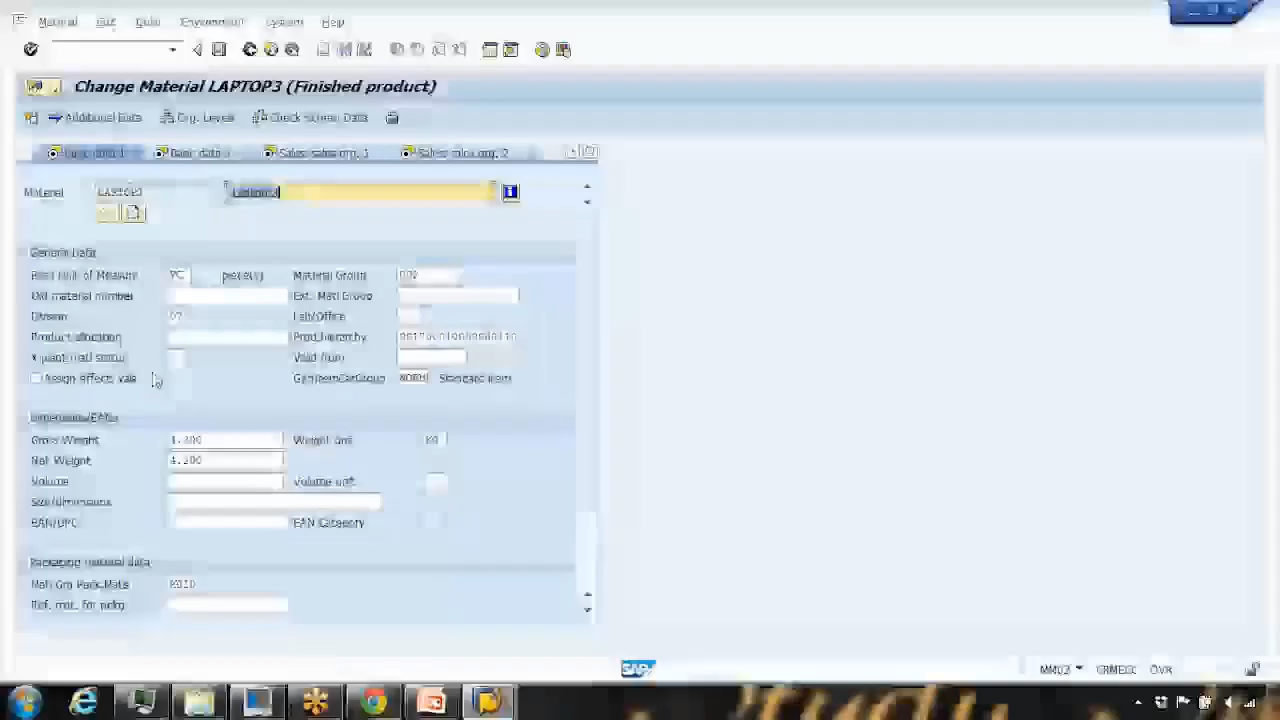 Material Edit Goto Environment System Help
Change Material LAPTOP3 (Finished product)
Additional Data Org. Levels Check Screen Data
Basic data 1 Basic data 2 Sales: sales org. 1 Sales: sales org. 2
Material LAPTOP3
General Data
Base Unit of Measure PC piece(s) Material Group 002
Old material number Ext. Matl Group
Division 07 Lab/Office
Product allocation Prod.hierarchy
X-plant matl status Valid from
Assign effect. vals GenItemCatGroup NORM Standard item
Dimensions/EANs
Gross Weight Weight unit KG
Net Weight 4.200
Volume Volume unit
Size/dimensions
EAN/UPC EAN Category
Packaging material data
Matl Grp Pack.Matls
Ref. mat. for pckg
SAP
MM02 OVR